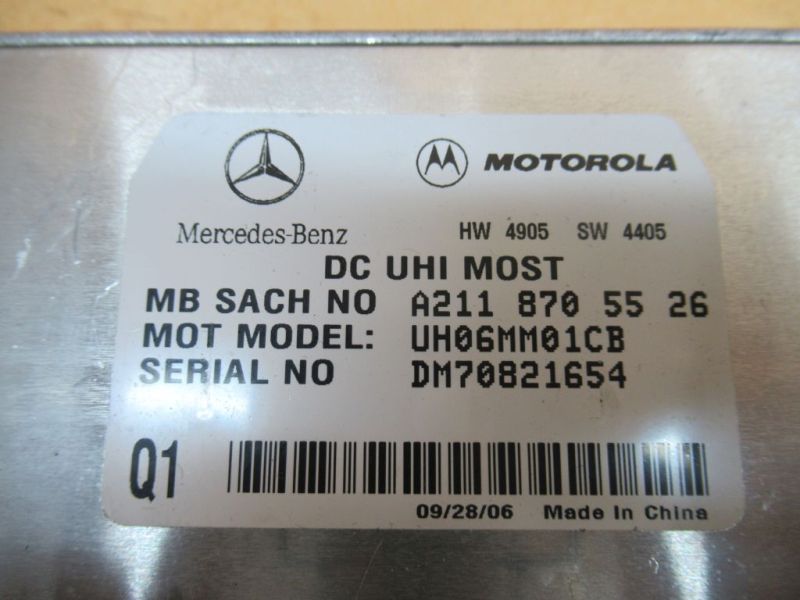 MOTOROLA
Mercedes-Benz
HW 4905 SW 4405
DC UHI MOST
MB SACH NO A211 870 55 26
MOT MODEL: UH06MM01CB
SERIAL NO DM70821654
Q1
09/28/06 Made In China